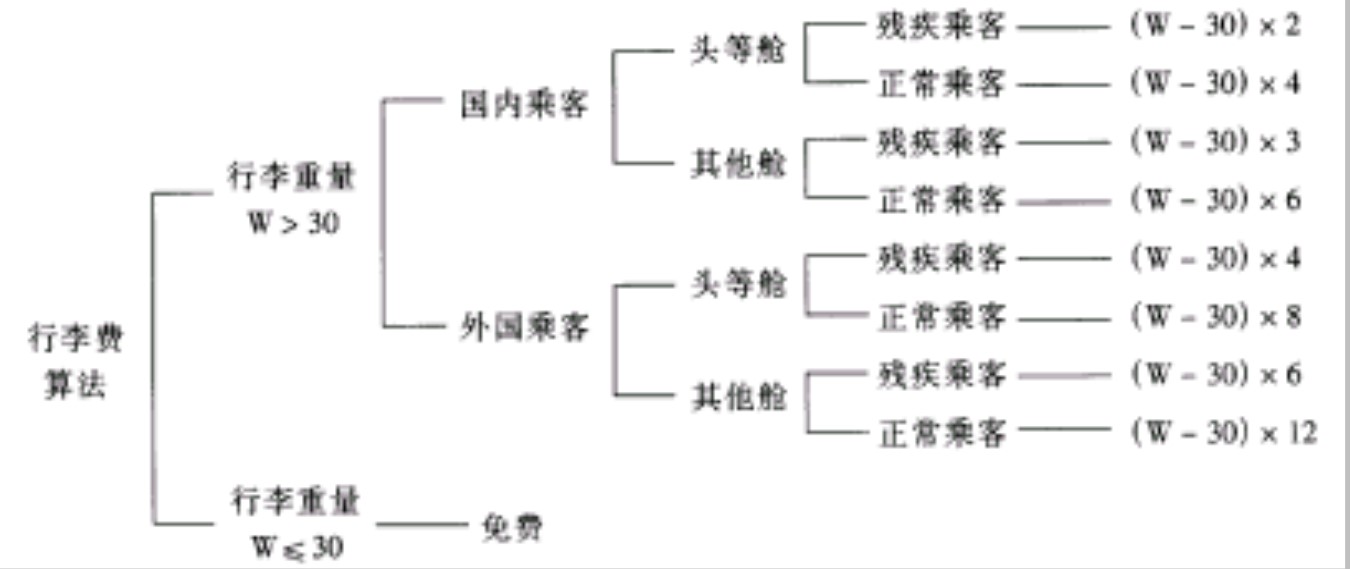 行李费
算法
行李重量
W > 30
国内乘客
头等舱
残疾乘客
(W – 30) × 2
正常乘客
(W – 30) × 4
其他舱
残疾乘客
(W – 30) × 3
正常乘客
(W – 30) × 6
外国乘客
头等舱
残疾乘客
(W – 30) × 4
正常乘客
(W – 30) × 8
其他舱
残疾乘客
(W – 30) × 6
正常乘客
(W – 30) × 12
行李重量
W ⩽ 30
免费